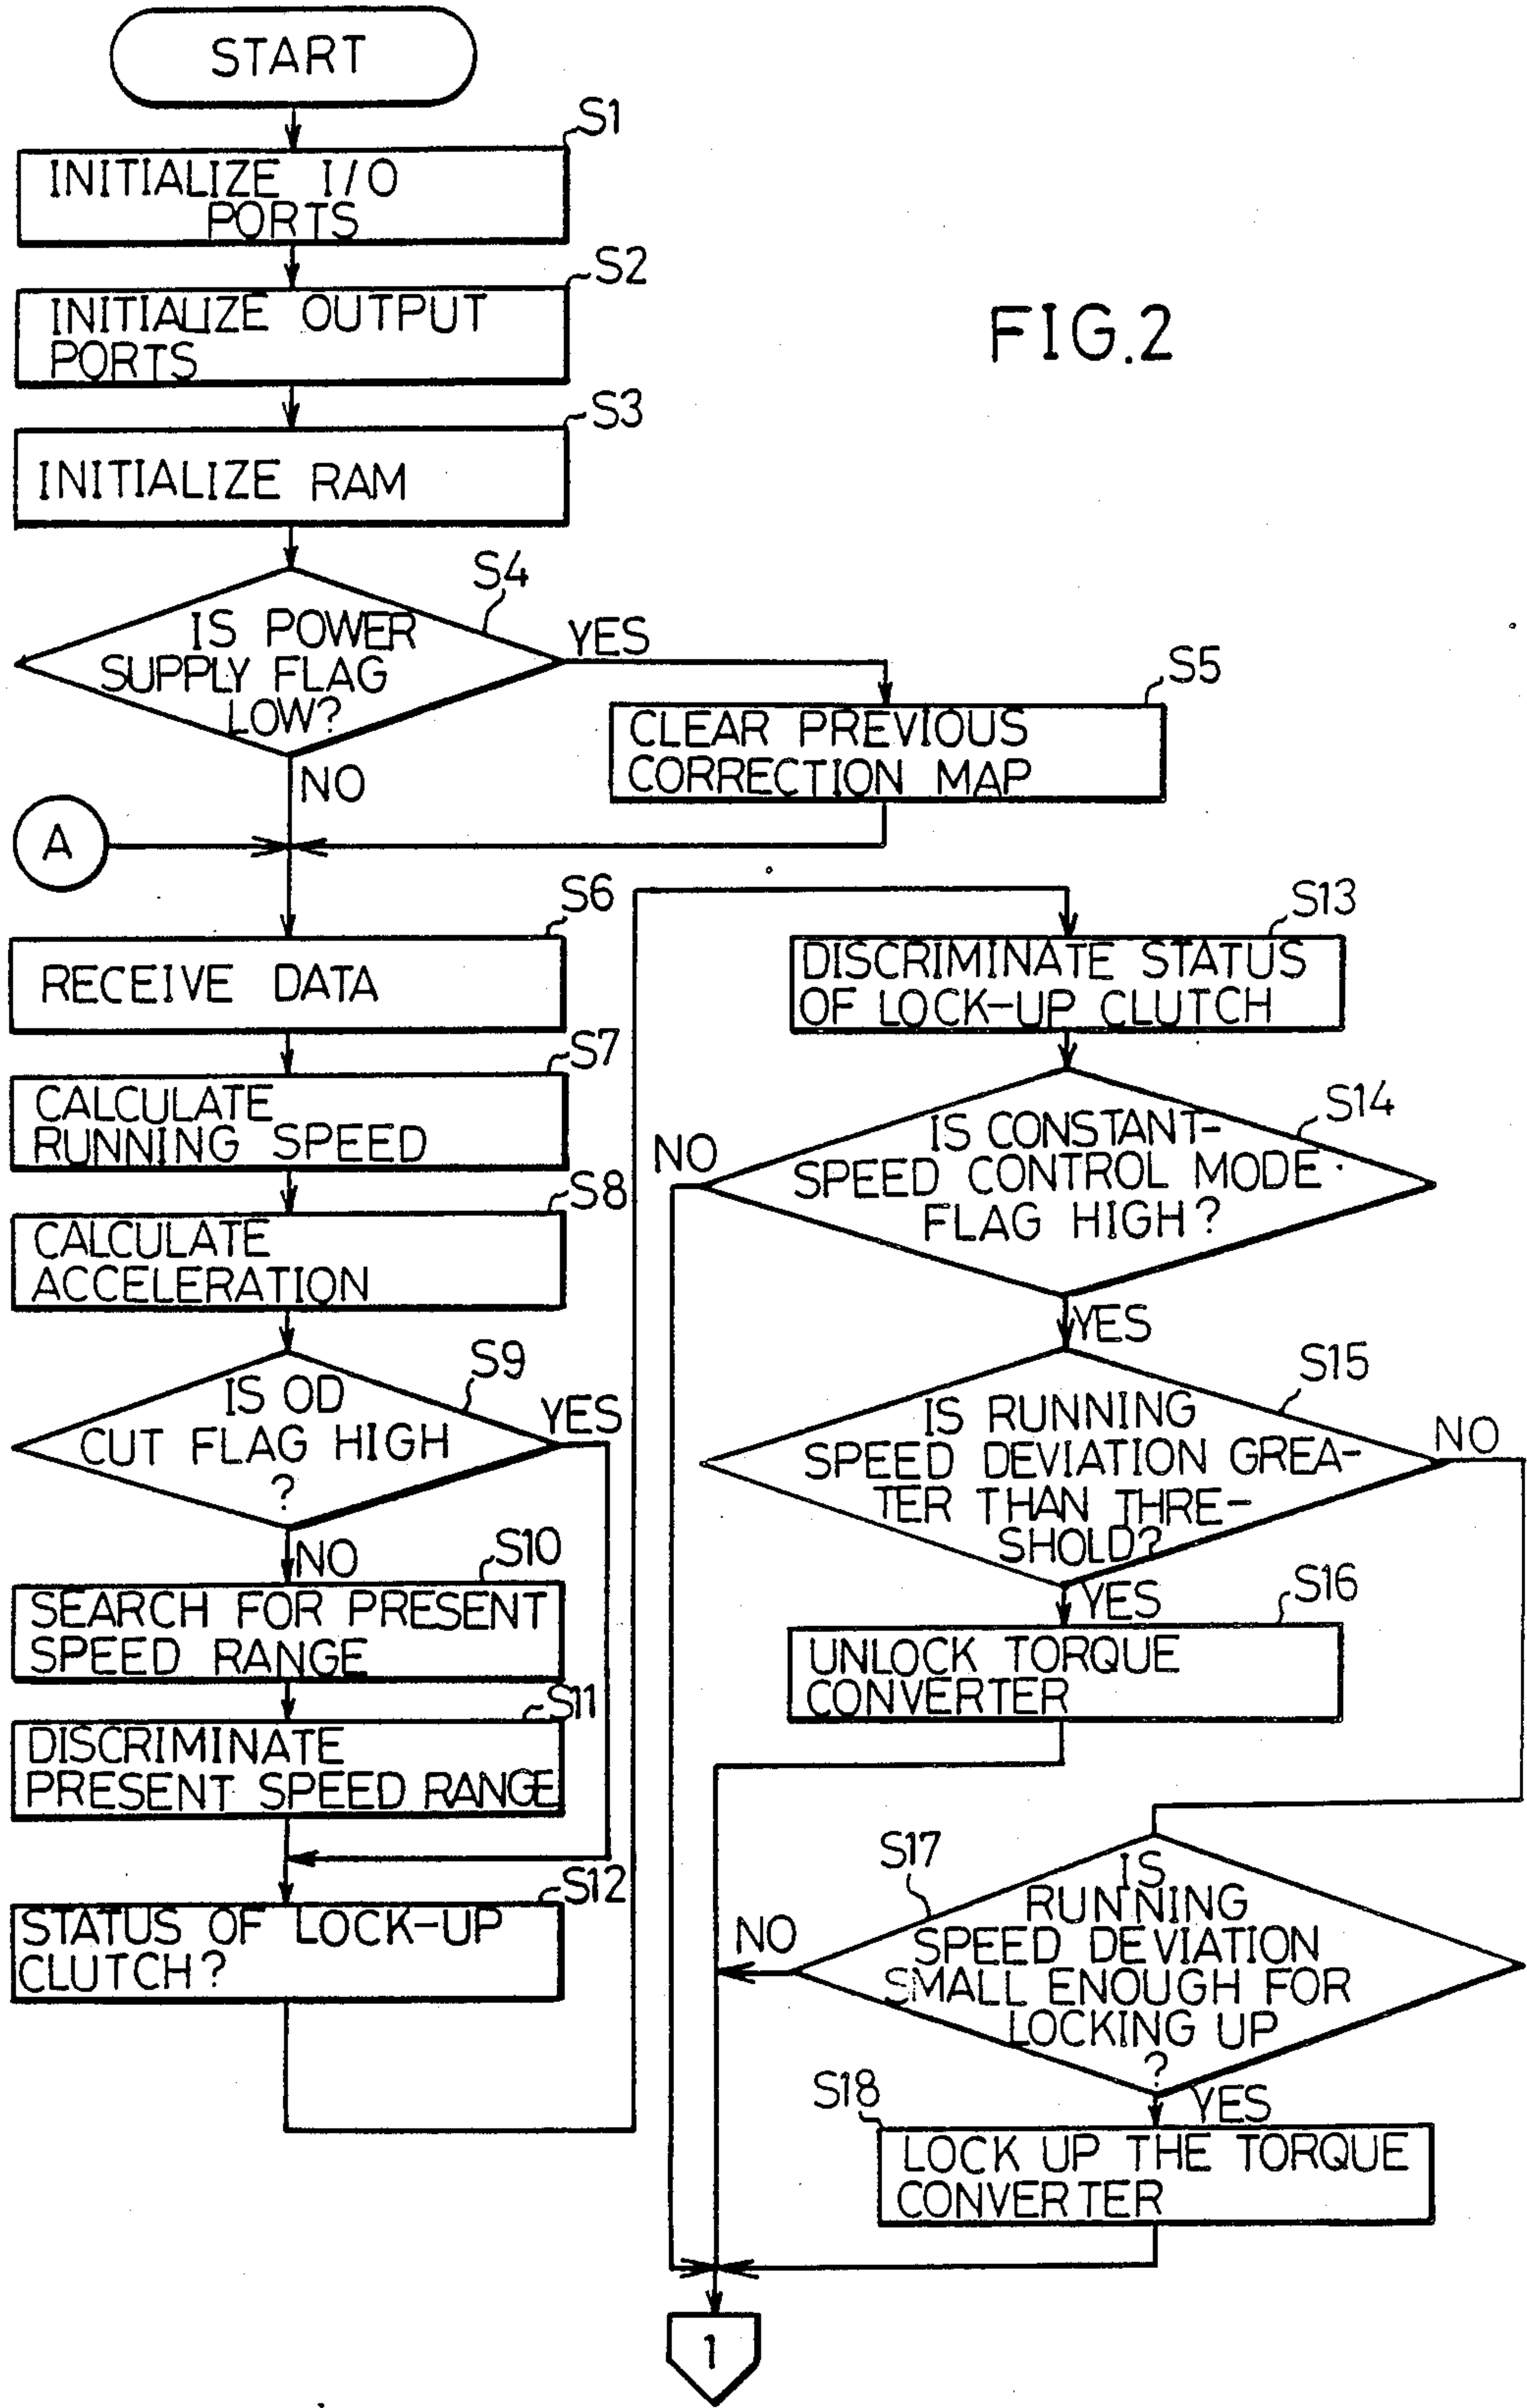 START
S1
INITIALIZE I/O
PORTS
S2
INITIALIZE OUTPUT
PORTS
FIG.2
S3
INITIALIZE RAM
S4
IS POWER
SUPPLY FLAG
LOW?
YES
NO
S5
CLEAR PREVIOUS
CORRECTION MAP
A
S6
RECEIVE DATA
S7
CALCULATE
RUNNING SPEED
S8
CALCULATE
ACCELERATION
S9
IS OD
CUT FLAG HIGH
?
YES
NO
S10
SEARCH FOR PRESENT
SPEED RANGE
S11
DISCRIMINATE
PRESENT SPEED RANGE
S12
STATUS OF LOCK-UP
CLUTCH?
S13
DISCRIMINATE STATUS
OF LOCK-UP CLUTCH
S14
IS CONSTANT-
SPEED CONTROL MODE
FLAG HIGH?
NO
YES
S15
IS RUNNING
SPEED DEVIATION GREA-
TER THAN THRE-
SHOLD?
NO
YES
S16
UNLOCK TORQUE
CONVERTER
S17
IS
RUNNING
SPEED DEVIATION
SMALL ENOUGH FOR
LOCKING UP
?
NO
YES
S18
LOCK UP THE TORQUE
CONVERTER
1